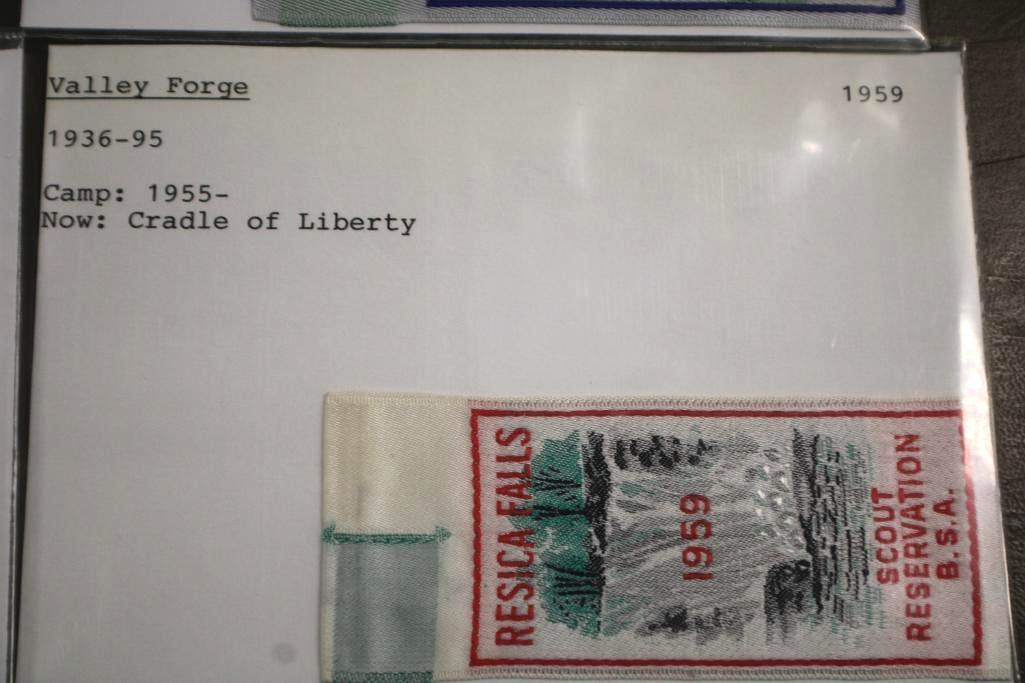 Valley Forge
1959
1936-95
Camp: 1955-
Now: Cradle of Liberty
RESICA FALLS
1959
SCOUT
RESERVATION
B.S.A.